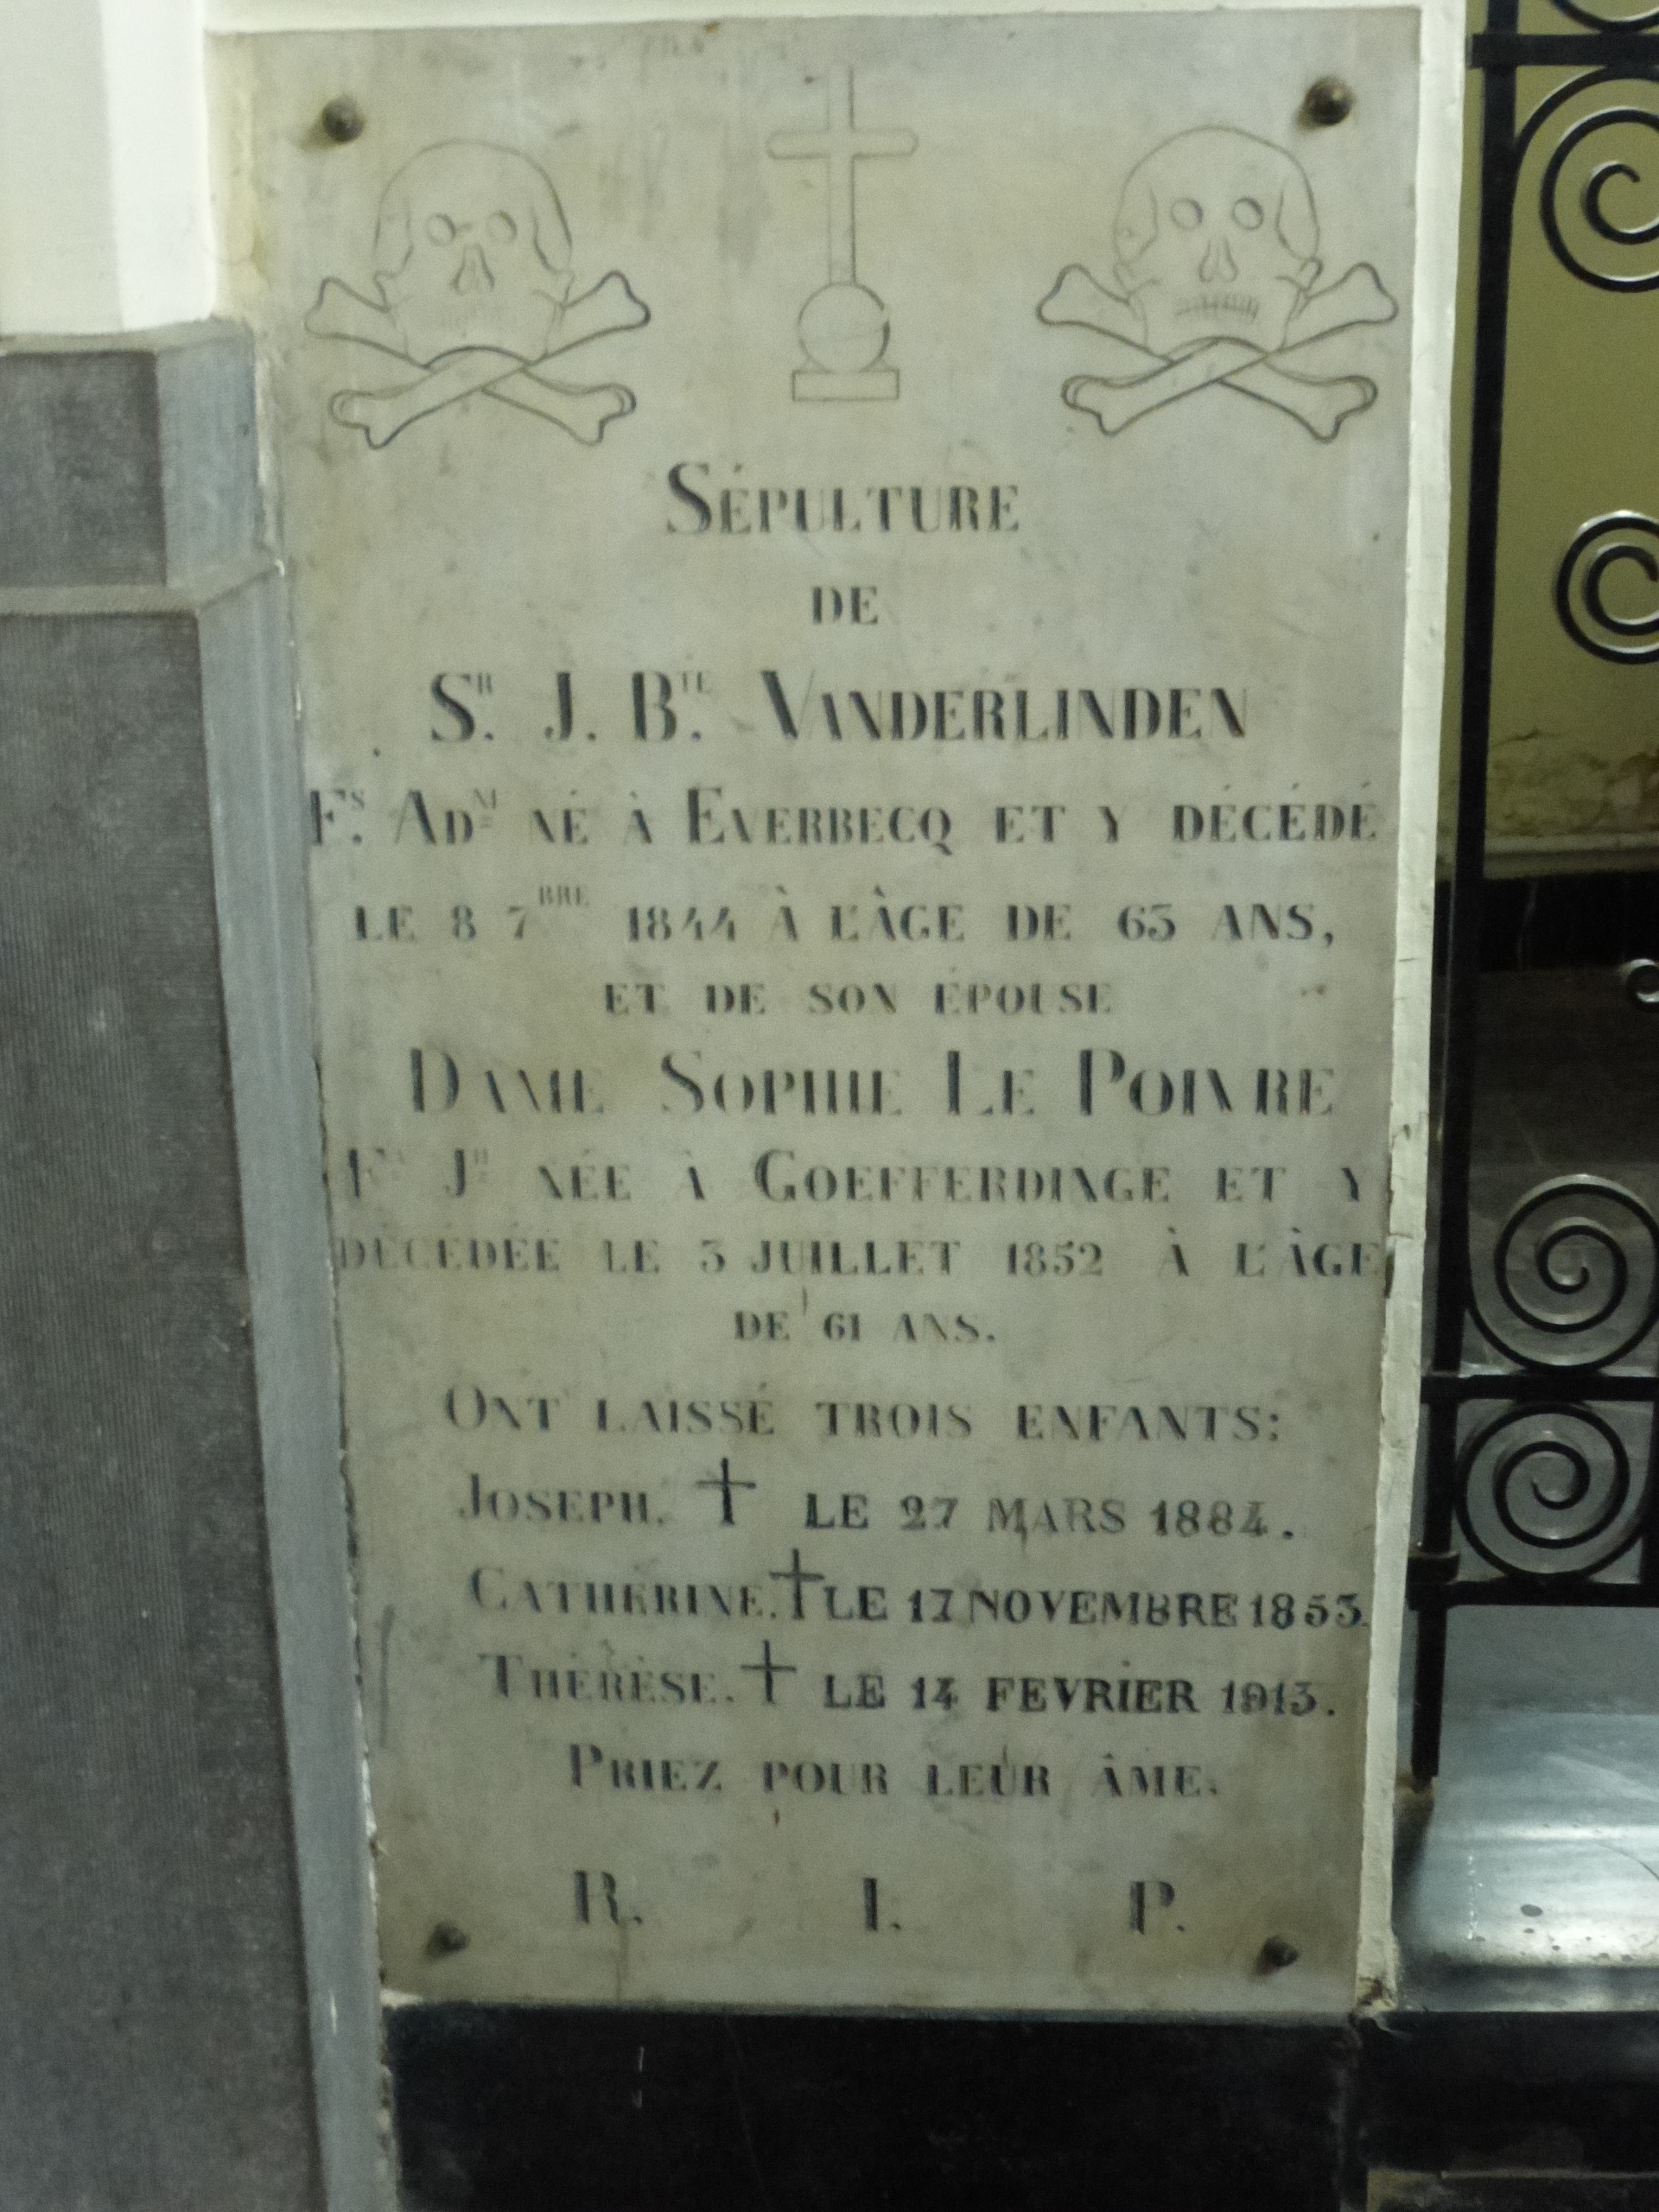 SÉPULTURE
DE
SR. J. BTE. VANDERLINDEN
FS. ADM NÉ À EVERBECQ ET Y DÉCÉDÉ
LE 8 7BRE 1844 À L'ÂGE DE 63 ANS,
ET DE SON ÉPOUSE
DAME SOPHIE LE POIVRE
FA JH NÉE À GOEFFERDINGE ET Y
DÉCÉDÉE LE 3 JUILLET 1852 À L'ÂGE
DE 61 ANS.
ONT LAISSÉ TROIS ENFANTS:
JOSEPH. † LE 27 MARS 1884.
CATHÉRINE. † LE 17 NOVEMBRE 1853.
THÉRÈSE. † LE 14 FEVRIER 1913.
PRIEZ POUR LEUR ÂME.
R. I. P.